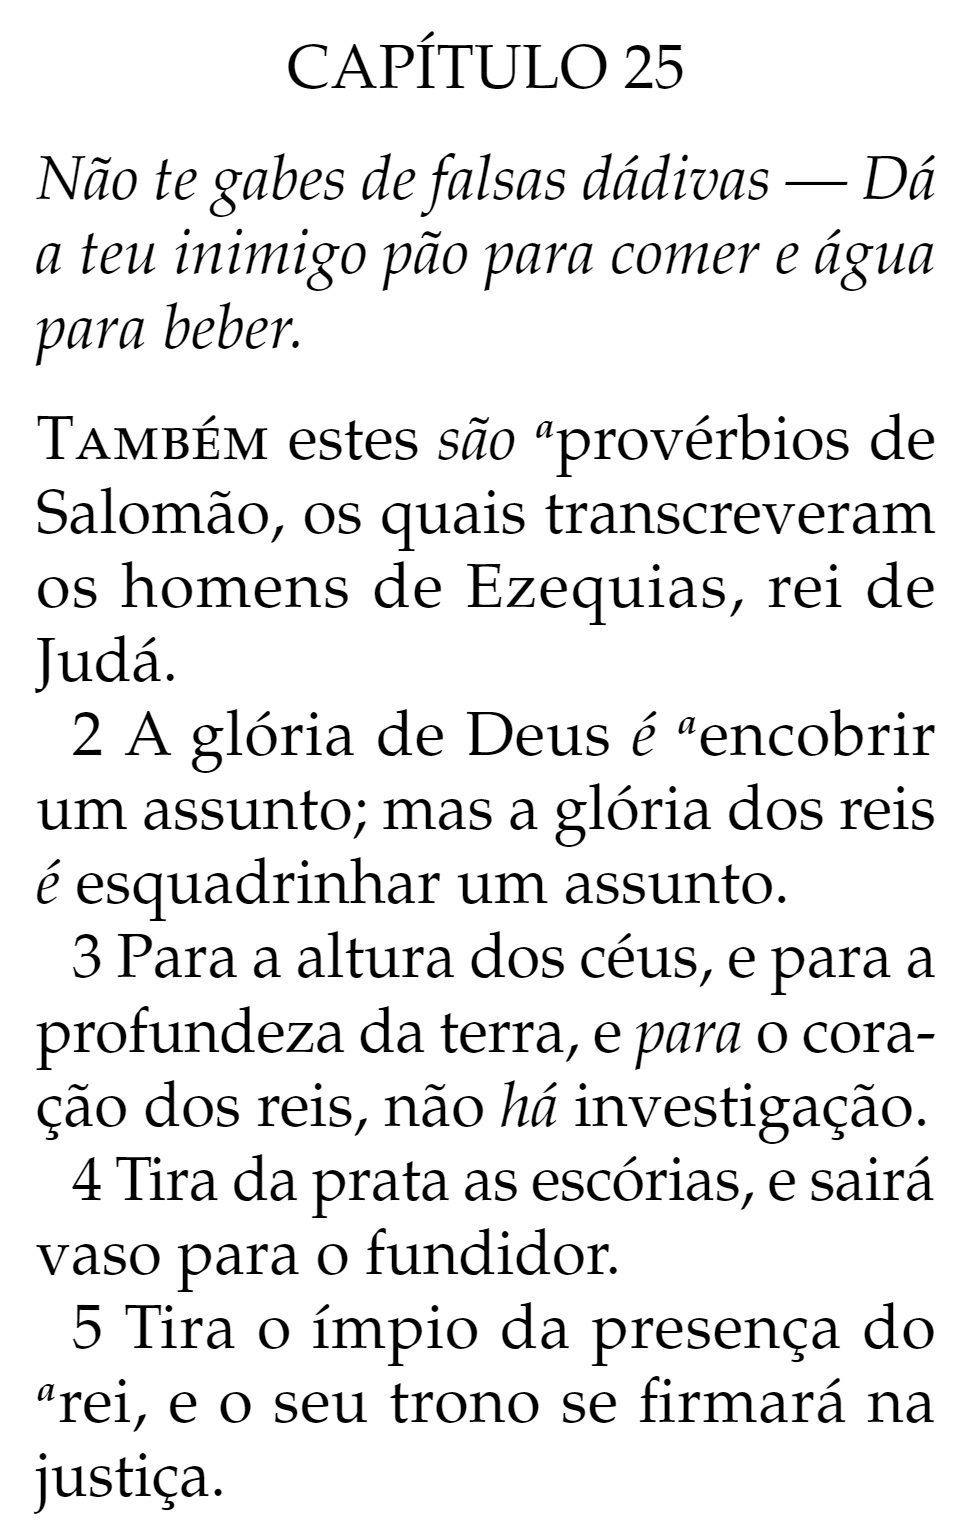 CAPÍTULO 25
Não te gabes de falsas dádivas — Dá
a teu inimigo pão para comer e água
para beber.
Também estes são ᵃprovérbios de
Salomão, os quais transcreveram
os homens de Ezequias, rei de
Judá.
2 A glória de Deus é ᵃencobrir
um assunto; mas a glória dos reis
é esquadrinhar um assunto.
3 Para a altura dos céus, e para a
profundeza da terra, e para o cora-
ção dos reis, não há investigação.
4 Tira da prata as escórias, e sairá
vaso para o fundidor.
5 Tira o ímpio da presença do
ᵃrei, e o seu trono se firmará na
justiça.